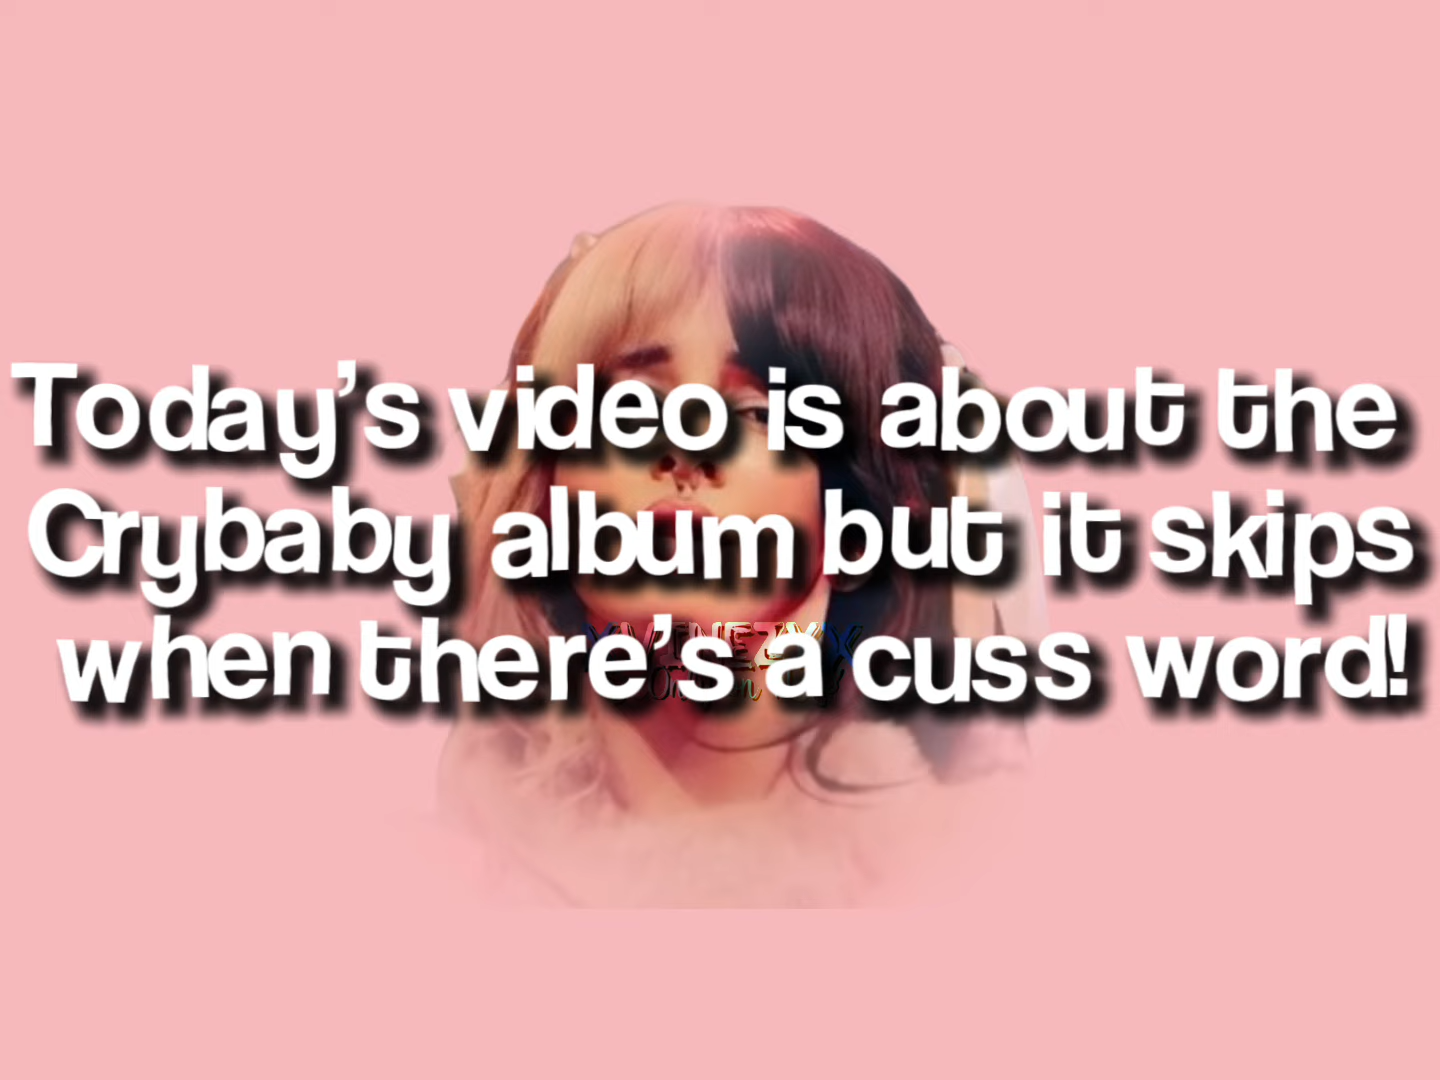 Today's video is about the
Crybaby album but it skips
when there's a cuss word!